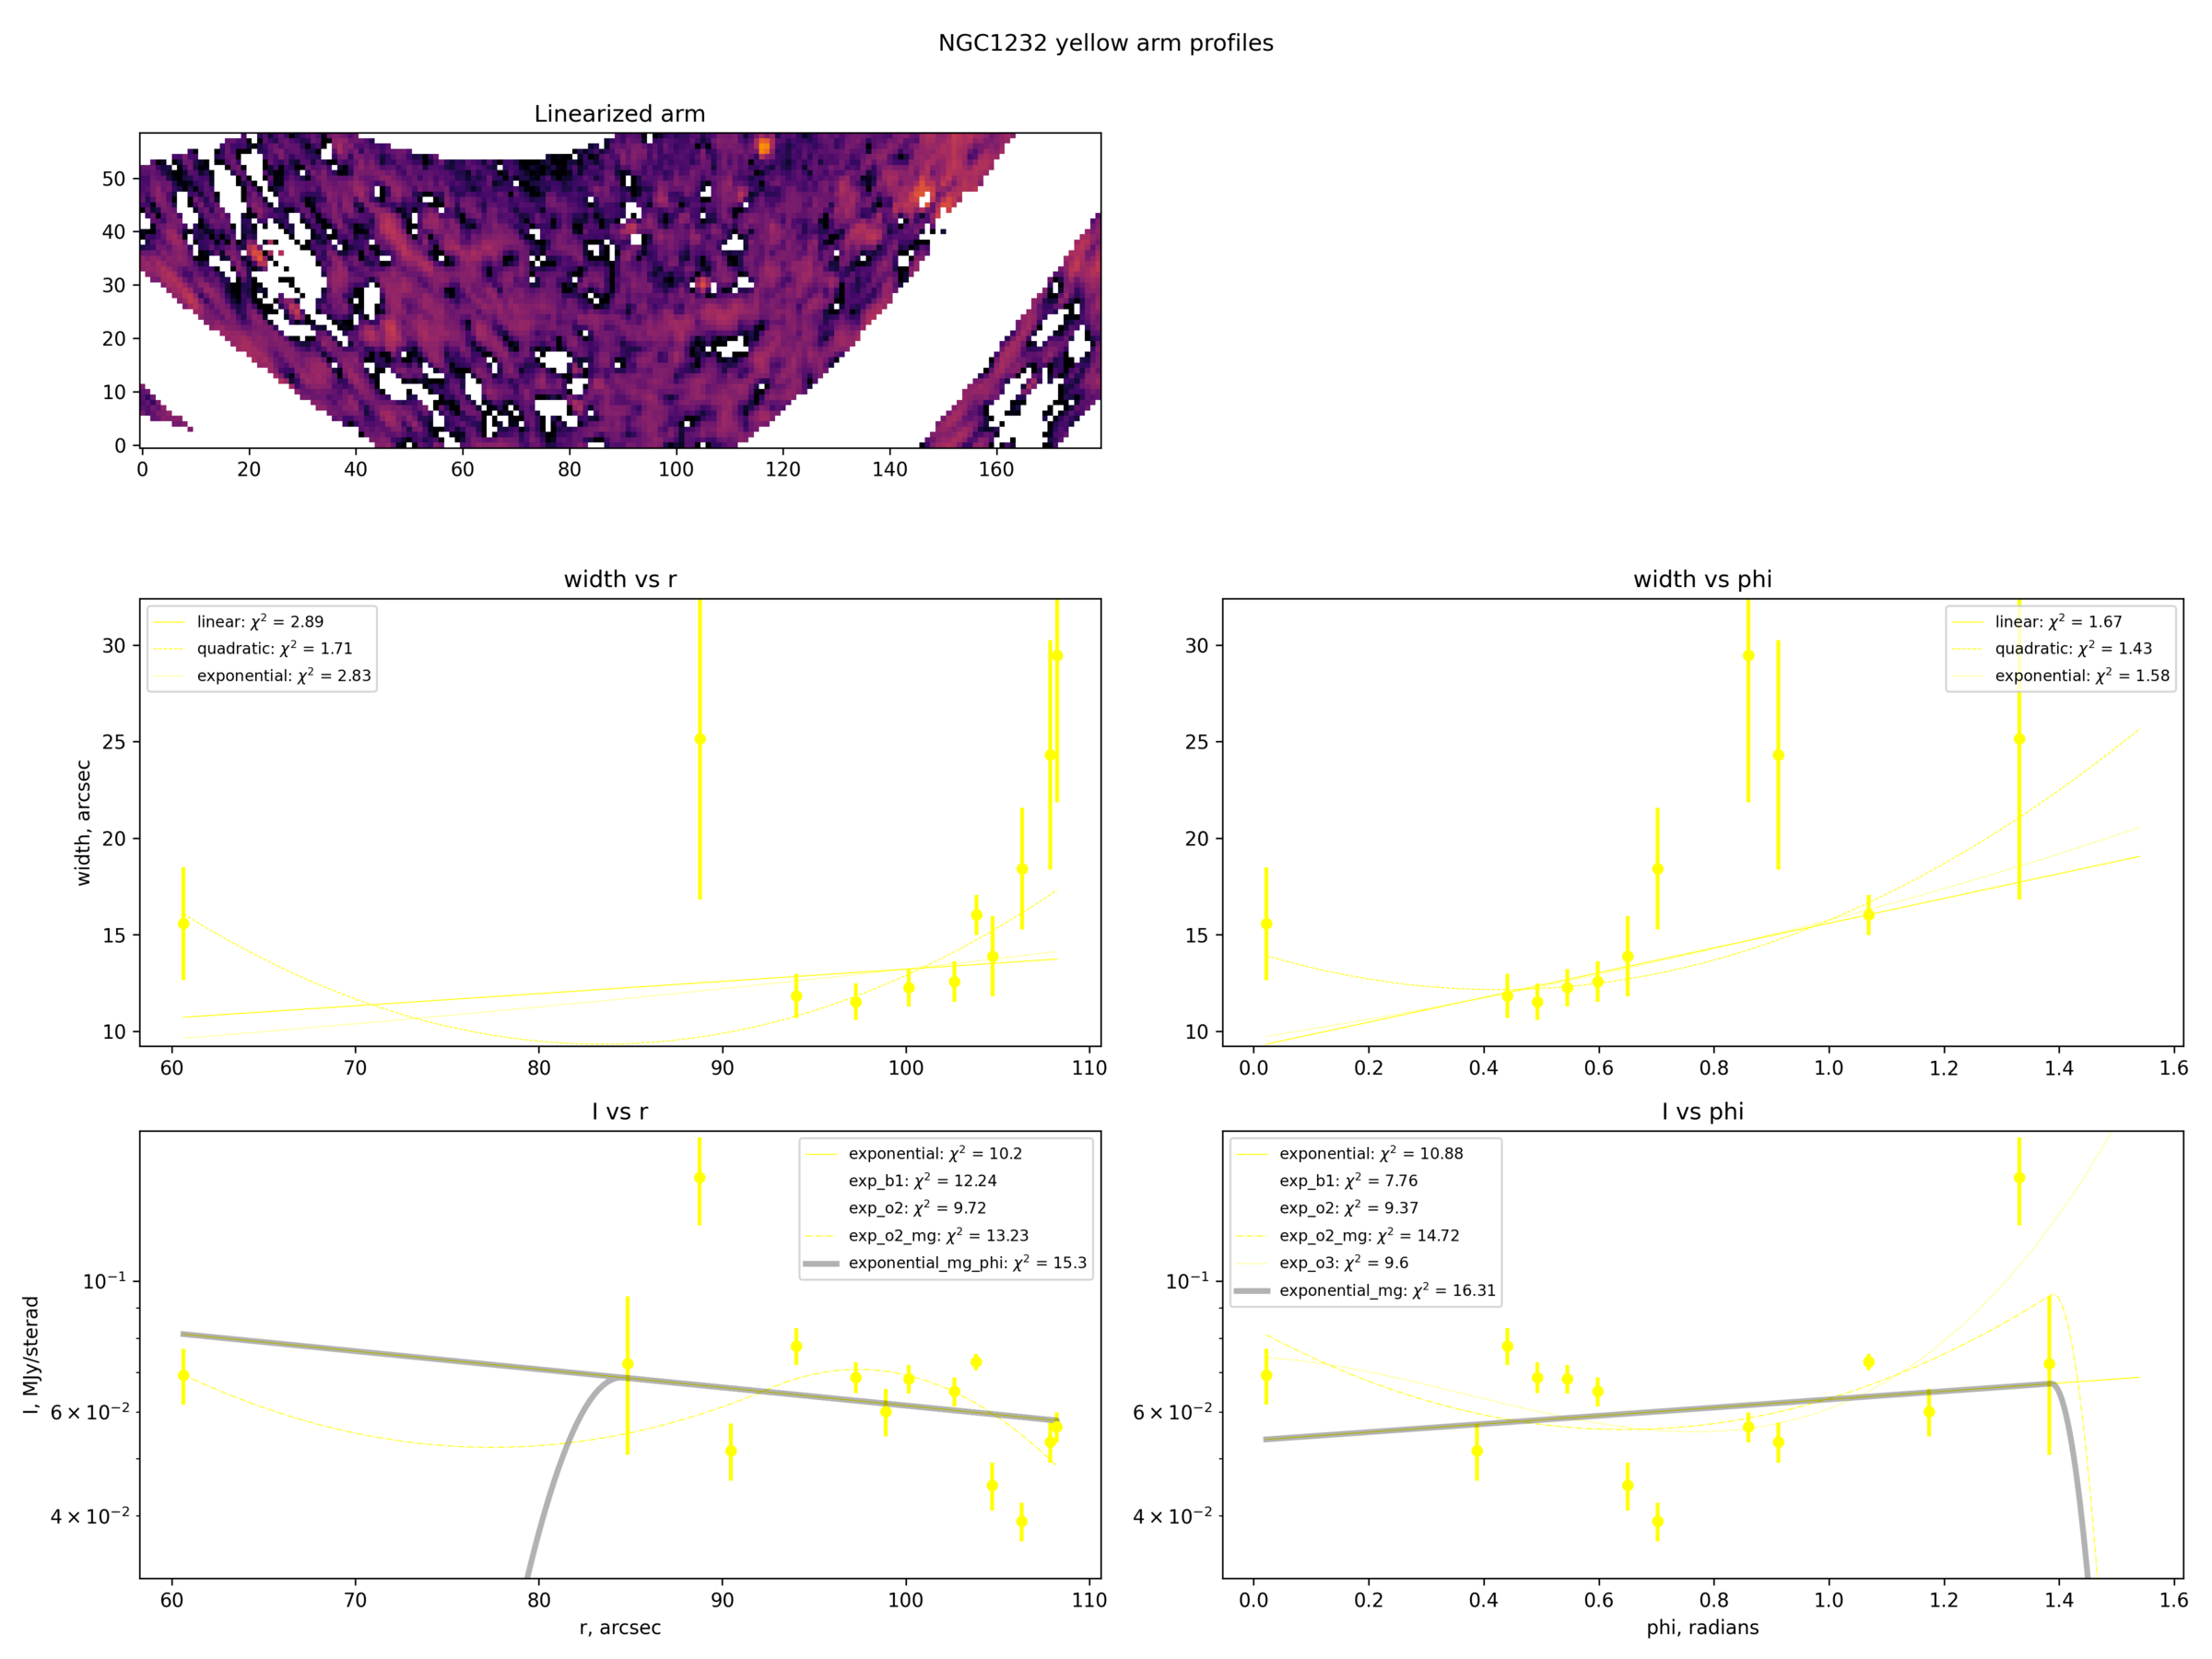 NGC1232 yellow arm profiles
Linearized arm
50
40
30
20
10
0
0 20 40 60 80 100 120 140 160
width vs r
width, arcsec
30
25
20
15
10
linear: χ² = 2.89
quadratic: χ² = 1.71
exponential: χ² = 2.83
60 70 80 90 100 110
width vs phi
30
25
20
15
10
linear: χ² = 1.67
quadratic: χ² = 1.43
exponential: χ² = 1.58
0.0 0.2 0.4 0.6 0.8 1.0 1.2 1.4 1.6
I vs r
I, MJy/sterad
10⁻¹
6 × 10⁻²
4 × 10⁻²
exponential: χ² = 10.2
exp_b1: χ² = 12.24
exp_o2: χ² = 9.72
exp_o2_mg: χ² = 13.23
exponential_mg_phi: χ² = 15.3
60 70 80 90 100 110
r, arcsec
I vs phi
10⁻¹
6 × 10⁻²
4 × 10⁻²
exponential: χ² = 10.88
exp_b1: χ² = 7.76
exp_o2: χ² = 9.37
exp_o2_mg: χ² = 14.72
exp_o3: χ² = 9.6
exponential_mg: χ² = 16.31
0.0 0.2 0.4 0.6 0.8 1.0 1.2 1.4 1.6
phi, radians